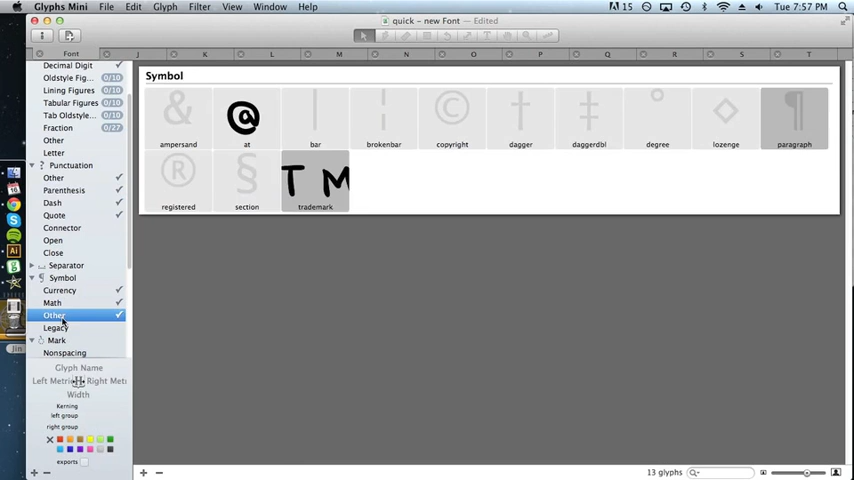 Glyphs Mini File Edit Glyph Filter View Window Help 15 Tue 7:57 PM
quick - new Font — Edited
Font J K L M N O P Q R S T
Decimal Digit
Oldstyle Fig... 0/10
Lining Figures 0/10
Tabular Figures 0/10
Tab Oldstyle... 0/10
Fraction 0/27
Other
Letter
Punctuation
Other
Parenthesis
Dash
Quote
Connector
Open
Close
Separator
Symbol
Currency
Math
Other
Legacy
Mark
Nonspacing
Glyph Name
Left Metric Right Metr
Width
Kerning
left group
right group
exports
Symbol
& @ | ¦ © † ‡ ° ◊ ¶
ampersand at bar brokenbar copyright dagger daggerdbl degree lozenge paragraph
® § T M
registered section trademark
13 glyphs
Jin